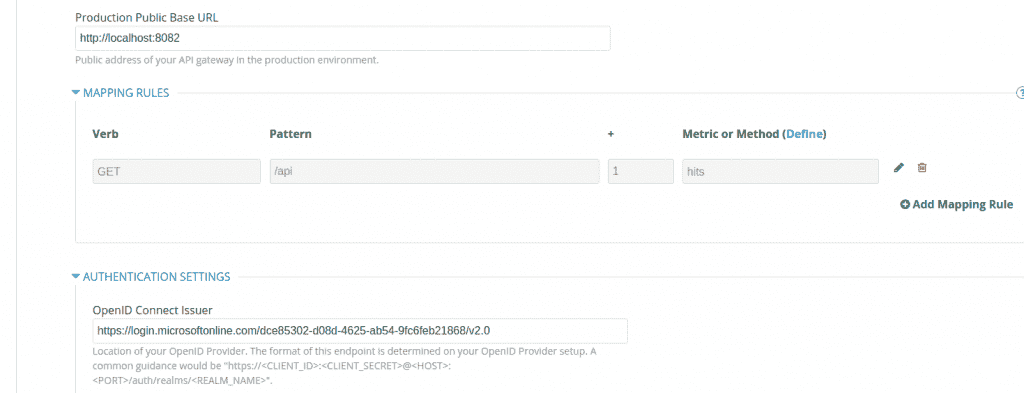 Production Public Base URL
http://localhost:8082
Public address of your API gateway in the production environment.
MAPPING RULES
?
Verb Pattern + Metric or Method (Define)
GET /api 1 hits
Add Mapping Rule
AUTHENTICATION SETTINGS
OpenID Connect Issuer
https://login.microsoftonline.com/dce85302-d08d-4625-ab54-9fc6feb21868/v2.0
Location of your OpenID Provider. The format of this endpoint is determined on your OpenID Provider setup. A
common guidance would be "https://<CLIENT_ID>:<CLIENT_SECRET>@<HOST>:
<PORT>/auth/realms/<REALM_NAME>".